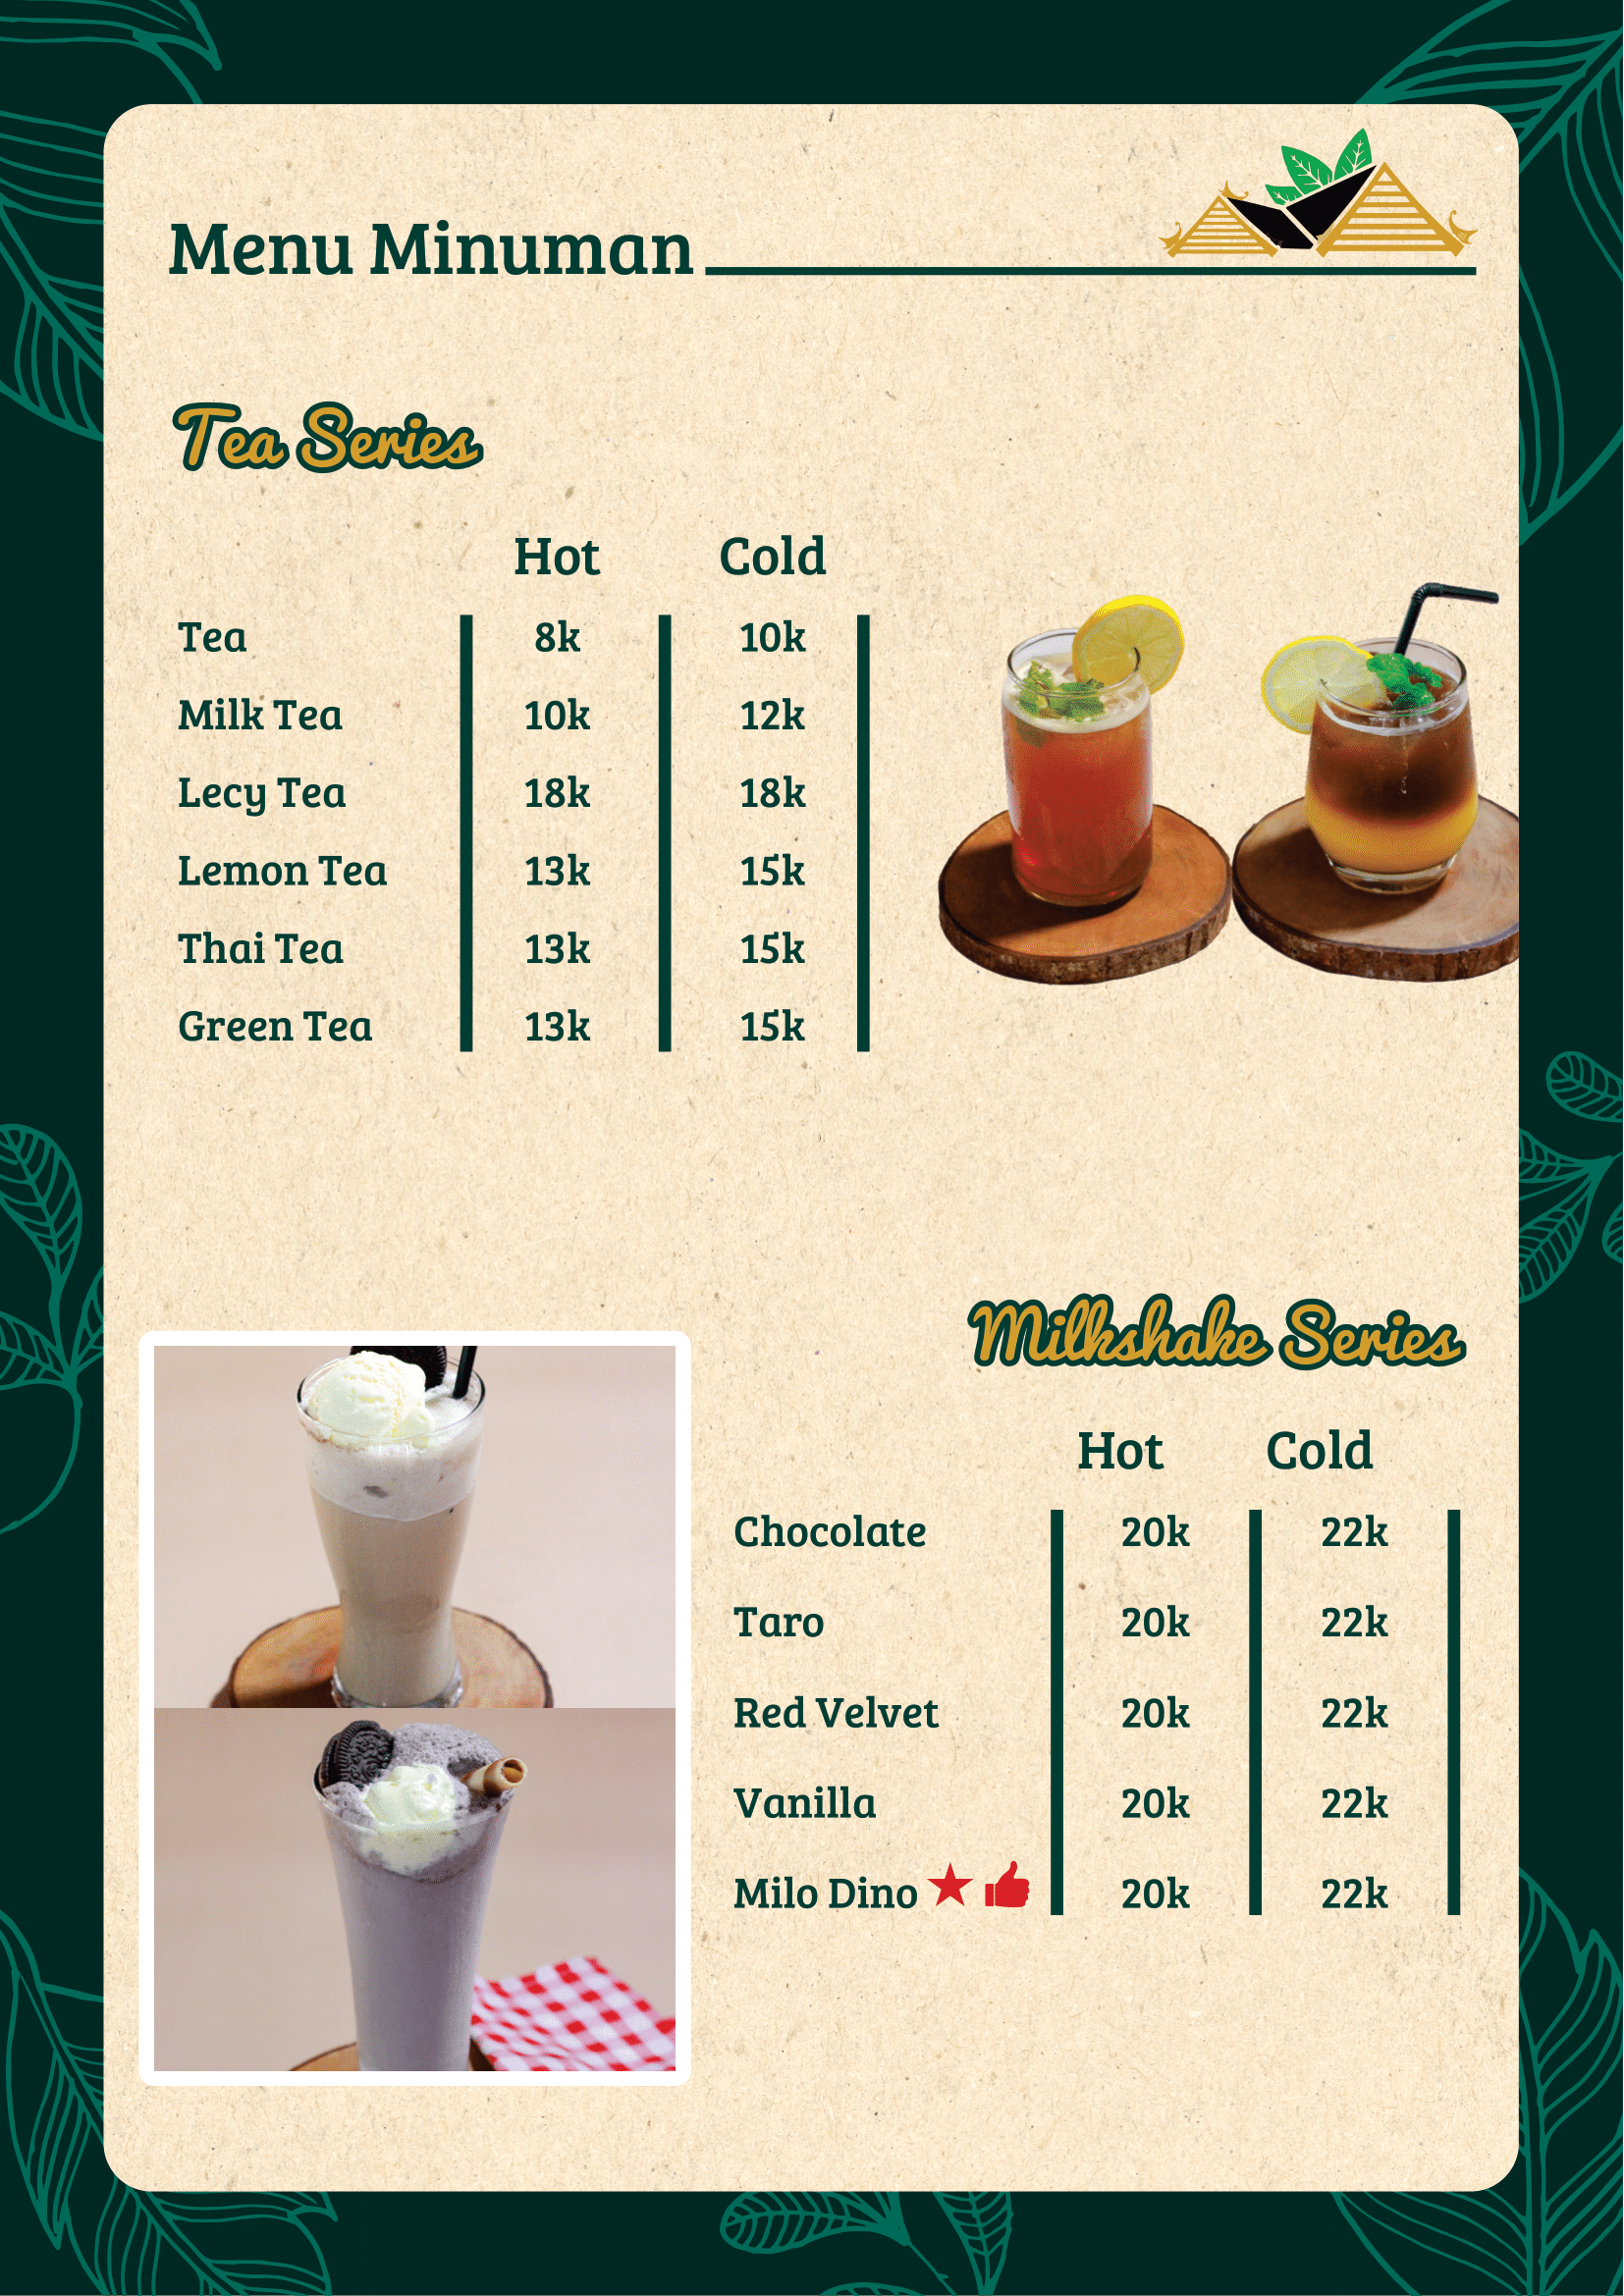 Menu Minuman
Tea Series
Hot Cold
Tea 8k 10k
Milk Tea 10k 12k
Lecy Tea 18k 18k
Lemon Tea 13k 15k
Thai Tea 13k 15k
Green Tea 13k 15k
Milkshake Series
Hot Cold
Chocolate 20k 22k
Taro 20k 22k
Red Velvet 20k 22k
Vanilla 20k 22k
Milo Dino 20k 22k